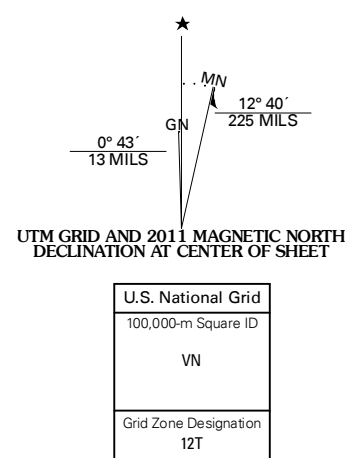 ★
MN
GN
12° 40´
225 MILS
0° 43´
13 MILS
UTM GRID AND 2011 MAGNETIC NORTH
DECLINATION AT CENTER OF SHEET
U.S. National Grid
100,000-m Square ID
VN
Grid Zone Designation
12T